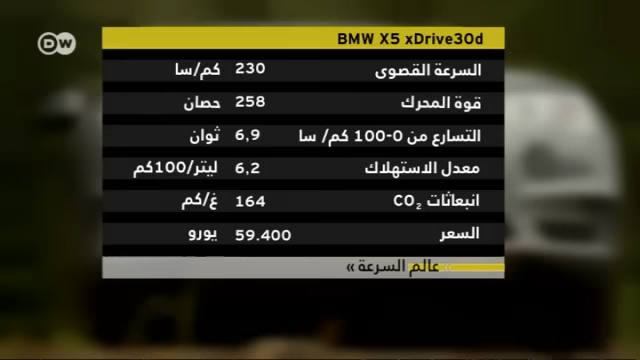 DW
BMW X5 xDrive30d
السرعة القصوى 230 كم/سا
قوة المحرك 258 حصان
التسارع من 0-100 كم/ سا 6,9 ثوان
معدل الاستهلاك 6,2 ليتر/100كم
انبعاثات CO₂ 164 غ/كم
السعر 59.400 يورو
«عالم السرعة »